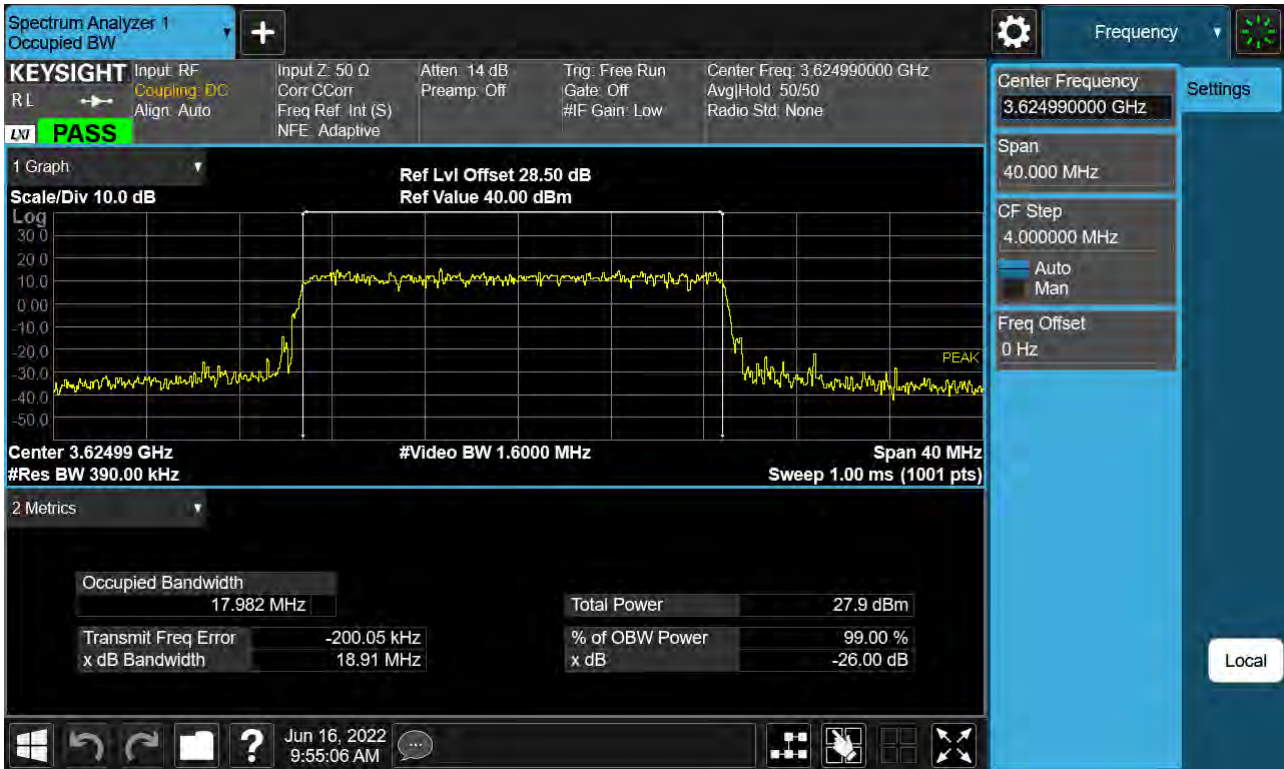 Spectrum Analyzer 1
Occupied BW
+
Frequency
KEYSIGHT
R L
LXI
PASS
Input: RF
Coupling: DC
Align: Auto
Input Z: 50 Ω
Corr CCorr
Freq Ref: Int (S)
NFE: Adaptive
Atten: 14 dB
Preamp: Off
Trig: Free Run
Gate: Off
#IF Gain: Low
Center Freq: 3.624990000 GHz
Avg|Hold: 50/50
Radio Std: None
Center Frequency
3.624990000 GHz
Settings
Span
40.000 MHz
CF Step
4.000000 MHz
Auto
Man
Freq Offset
0 Hz
1 Graph
Scale/Div 10.0 dB
Ref Lvl Offset 28.50 dB
Ref Value 40.00 dBm
Log
30.0
20.0
10.0
0.00
-10.0
-20.0
-30.0
-40.0
-50.0
PEAK
Center 3.62499 GHz
#Res BW 390.00 kHz
#Video BW 1.6000 MHz
Span 40 MHz
Sweep 1.00 ms (1001 pts)
2 Metrics
Occupied Bandwidth
17.982 MHz
Transmit Freq Error -200.05 kHz
x dB Bandwidth 18.91 MHz
Total Power 27.9 dBm
% of OBW Power 99.00 %
x dB -26.00 dB
Local
?
Jun 16, 2022
9:55:06 AM